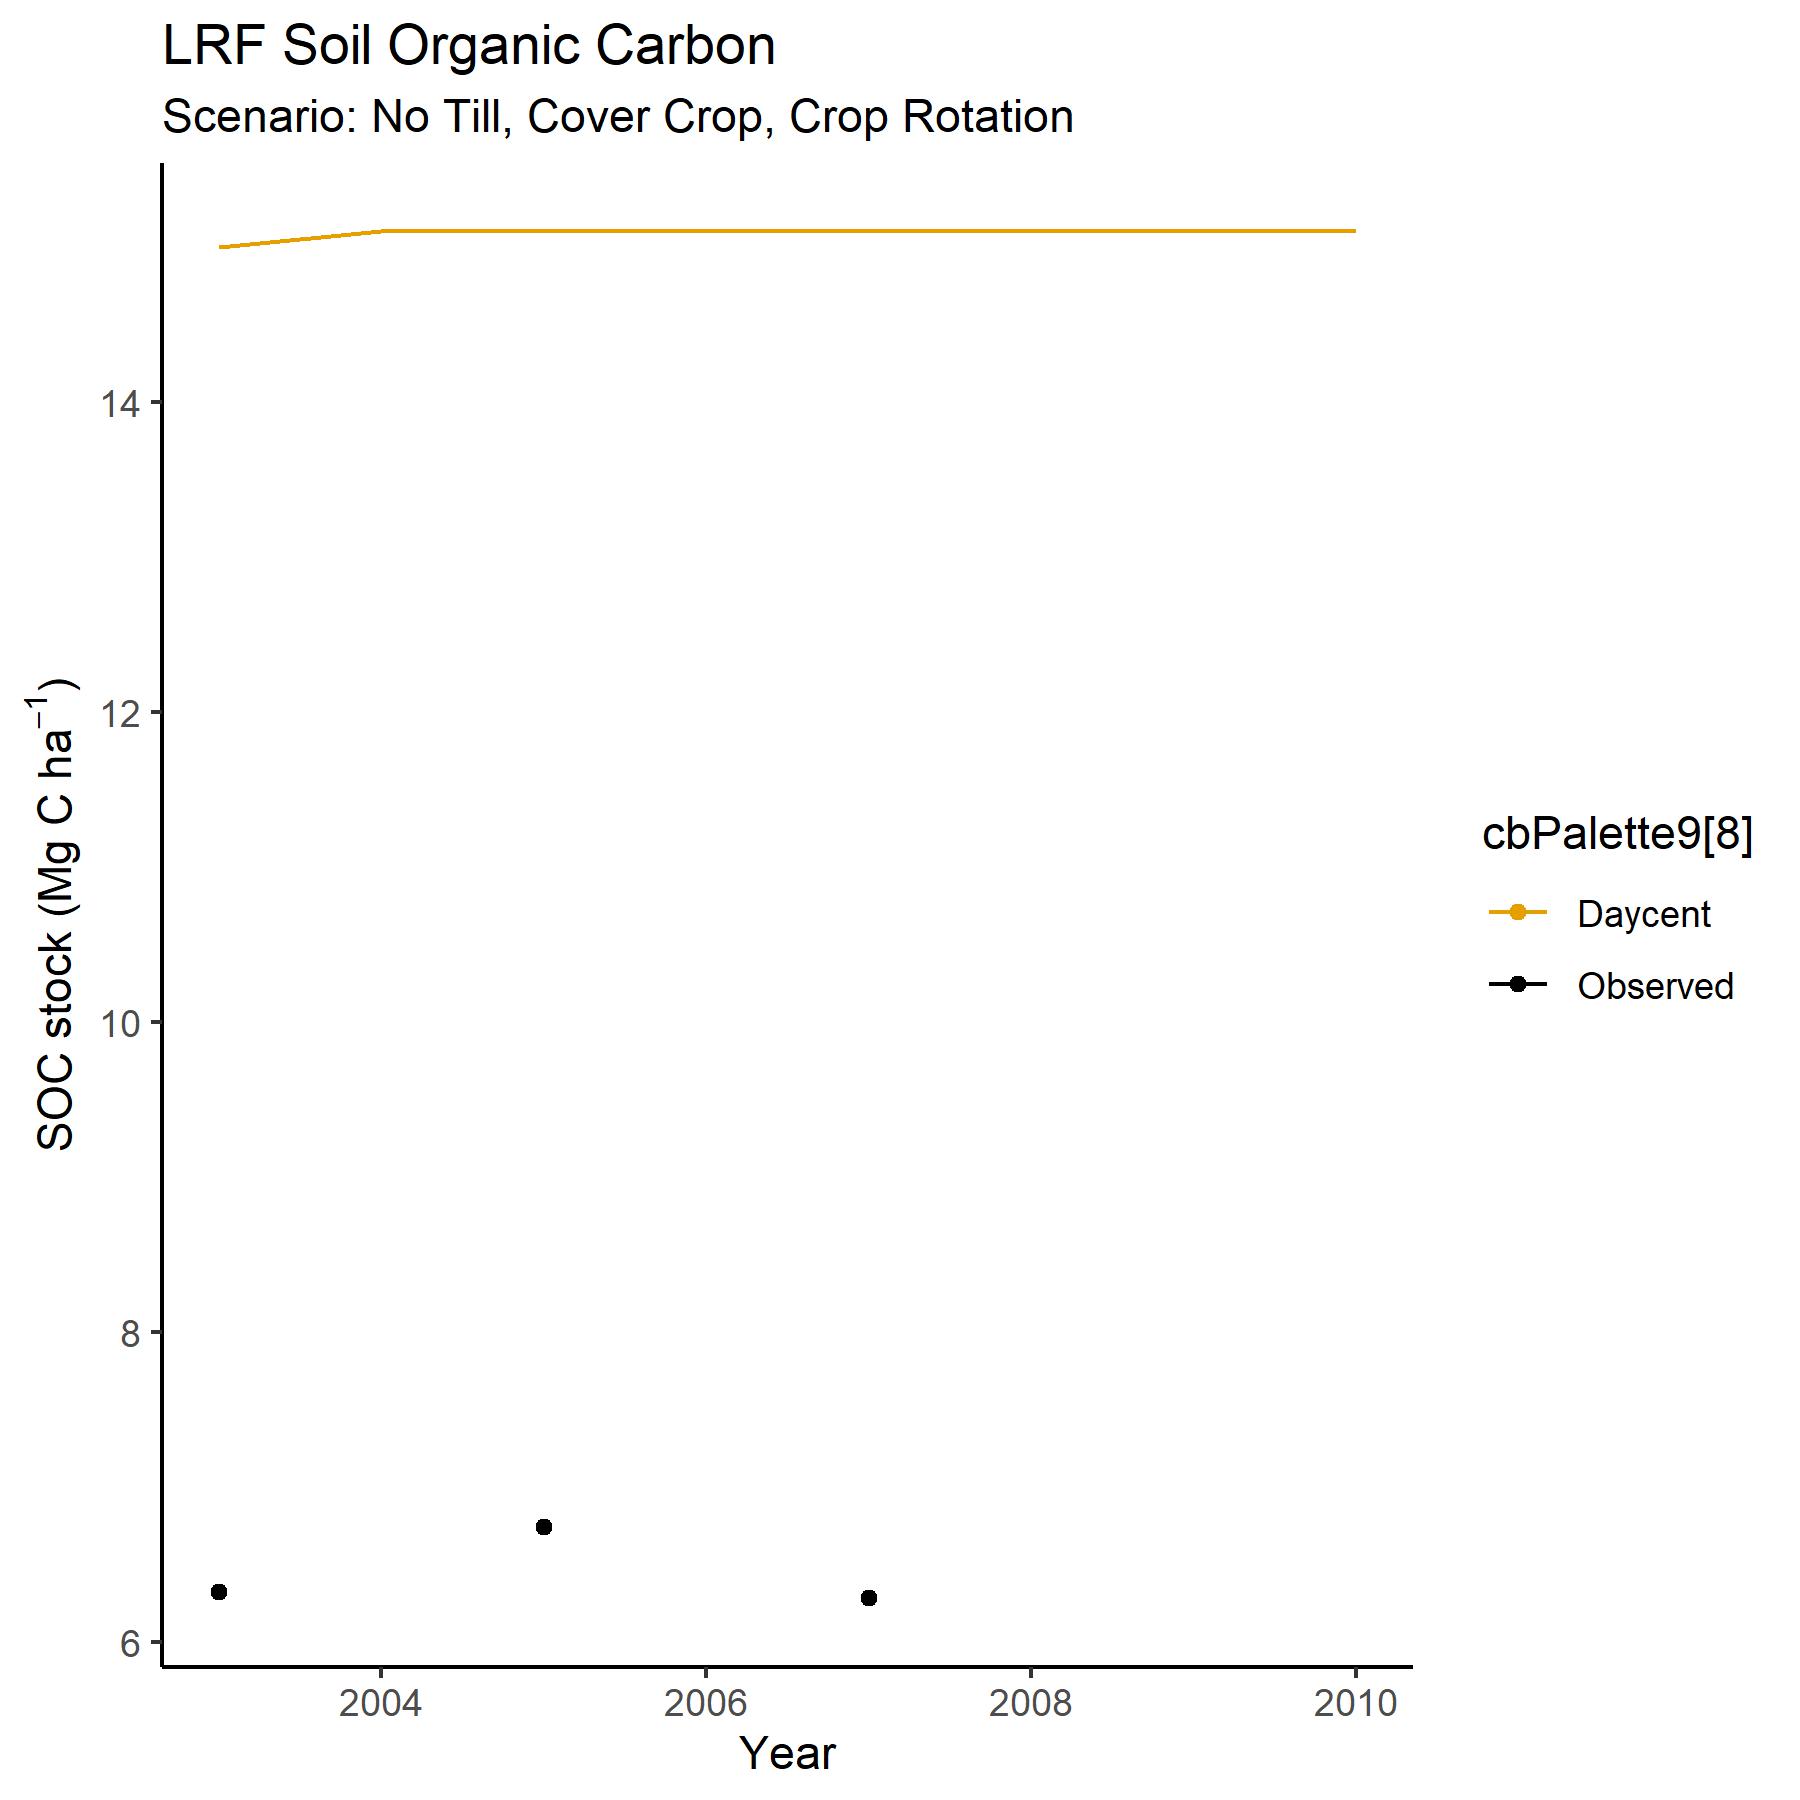 LRF Soil Organic Carbon
Scenario: No Till, Cover Crop, Crop Rotation
SOC stock (Mg C ha⁻¹)
14
12
10
8
6
2004 2006 2008 2010
Year
cbPalette9[8]
Daycent
Observed